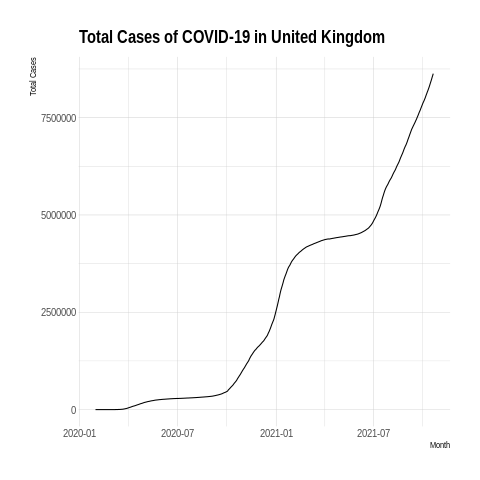 Total Cases of COVID-19 in United Kingdom
Total Cases
7500000
5000000
2500000
0
2020-01 2020-07 2021-01 2021-07
Month